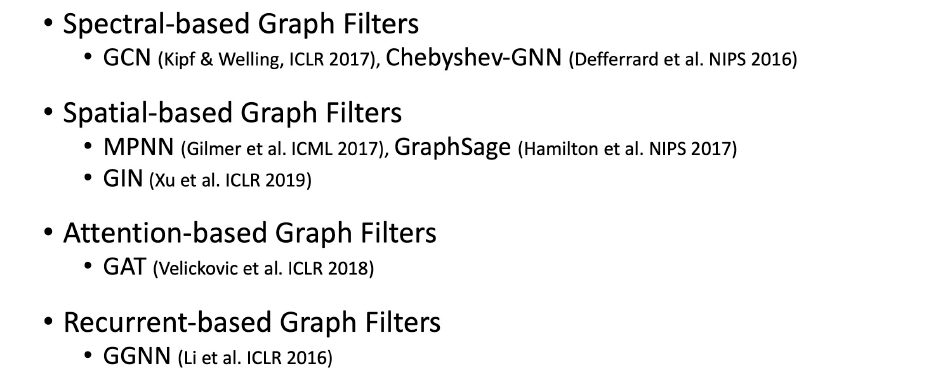 • Spectral-based Graph Filters
• GCN (Kipf & Welling, ICLR 2017), Chebyshev-GNN (Defferrard et al. NIPS 2016)
• Spatial-based Graph Filters
• MPNN (Gilmer et al. ICML 2017), GraphSage (Hamilton et al. NIPS 2017)
• GIN (Xu et al. ICLR 2019)
• Attention-based Graph Filters
• GAT (Velickovic et al. ICLR 2018)
• Recurrent-based Graph Filters
• GGNN (Li et al. ICLR 2016)